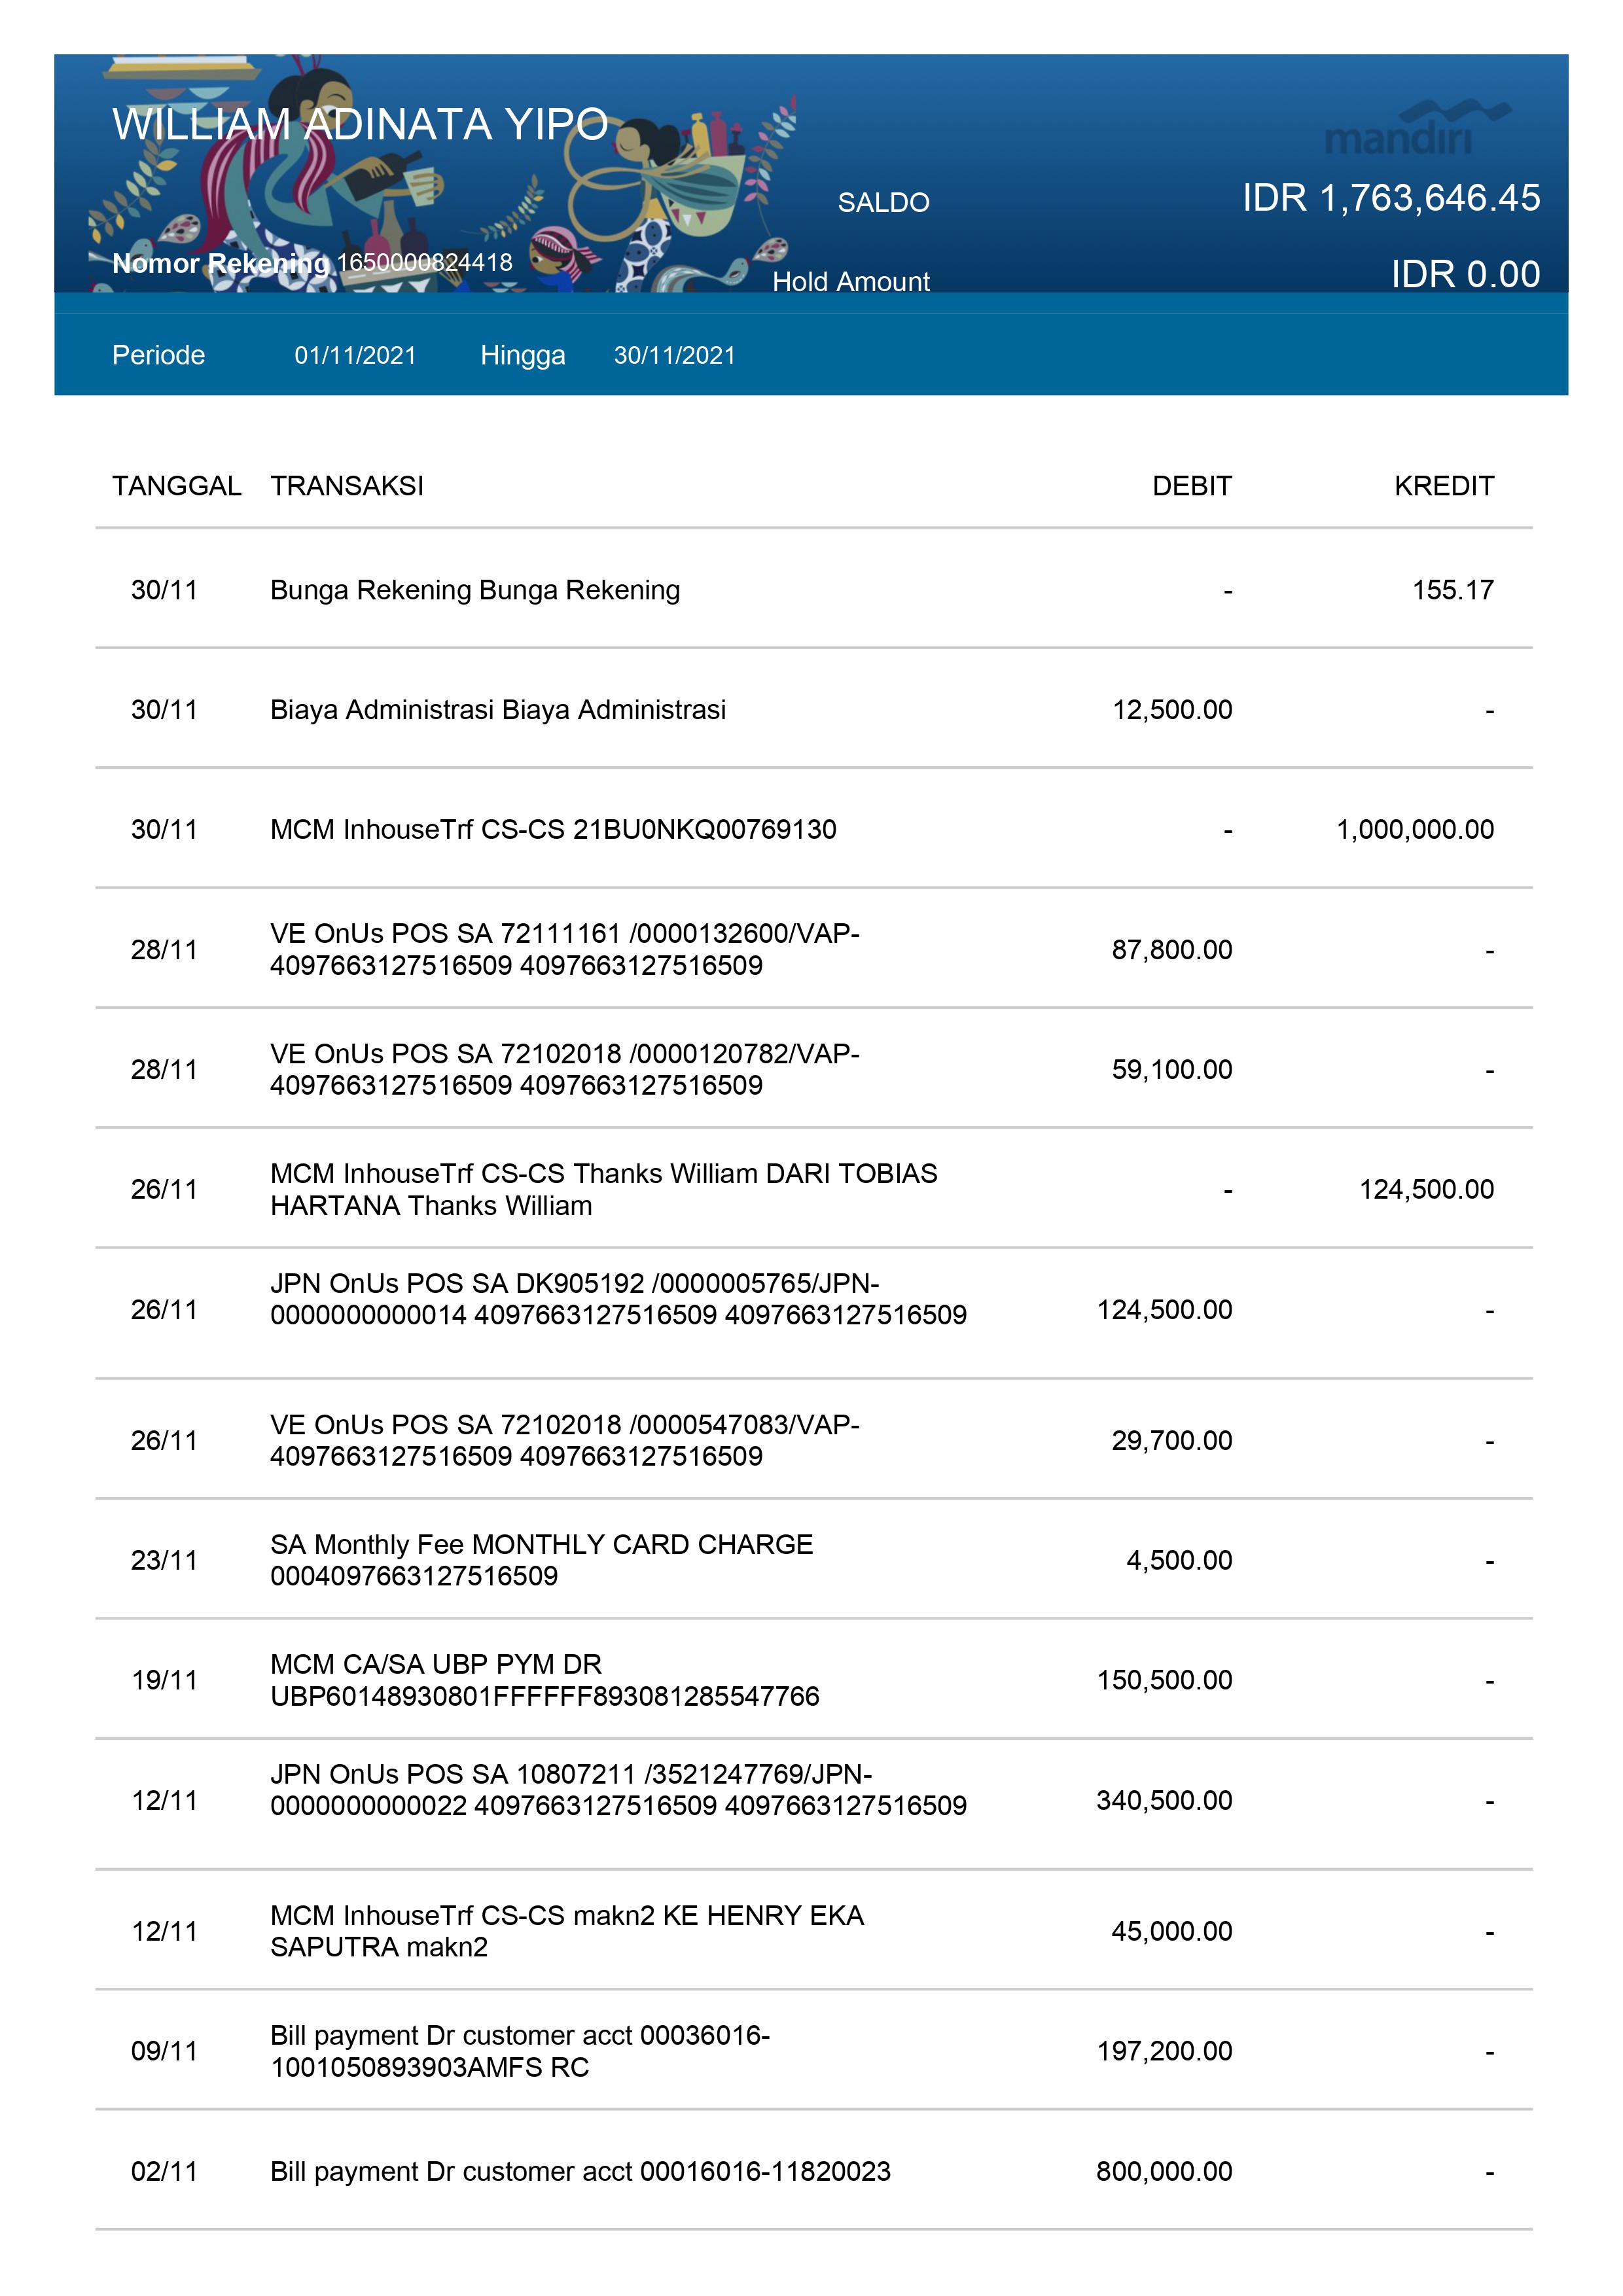 WILLIAM ADINATA YIPO
mandırı
SALDO IDR 1,763,646.45
Nomor Rekening 1650000824418
Hold Amount IDR 0.00
Periode 01/11/2021 Hingga 30/11/2021
TANGGAL TRANSAKSI DEBIT KREDIT
30/11 Bunga Rekening Bunga Rekening - 155.17
30/11 Biaya Administrasi Biaya Administrasi 12,500.00 -
30/11 MCM InhouseTrf CS-CS 21BU0NKQ00769130 - 1,000,000.00
VE OnUs POS SA 72111161 /0000132600/VAP-
28/11 4097663127516509 4097663127516509 87,800.00 -
VE OnUs POS SA 72102018 /0000120782/VAP-
28/11 4097663127516509 4097663127516509 59,100.00 -
MCM InhouseTrf CS-CS Thanks William DARI TOBIAS
26/11 HARTANA Thanks William - 124,500.00
JPN OnUs POS SA DK905192 /0000005765/JPN-
26/11 0000000000014 4097663127516509 4097663127516509 124,500.00 -
VE OnUs POS SA 72102018 /0000547083/VAP-
26/11 4097663127516509 4097663127516509 29,700.00 -
SA Monthly Fee MONTHLY CARD CHARGE
23/11 0004097663127516509 4,500.00 -
MCM CA/SA UBP PYM DR
19/11 UBP60148930801FFFFFF893081285547766 150,500.00 -
JPN OnUs POS SA 10807211 /3521247769/JPN-
12/11 0000000000022 4097663127516509 4097663127516509 340,500.00 -
MCM InhouseTrf CS-CS makn2 KE HENRY EKA
12/11 SAPUTRA makn2 45,000.00 -
Bill payment Dr customer acct 00036016-
09/11 1001050893903AMFS RC 197,200.00 -
02/11 Bill payment Dr customer acct 00016016-11820023 800,000.00 -